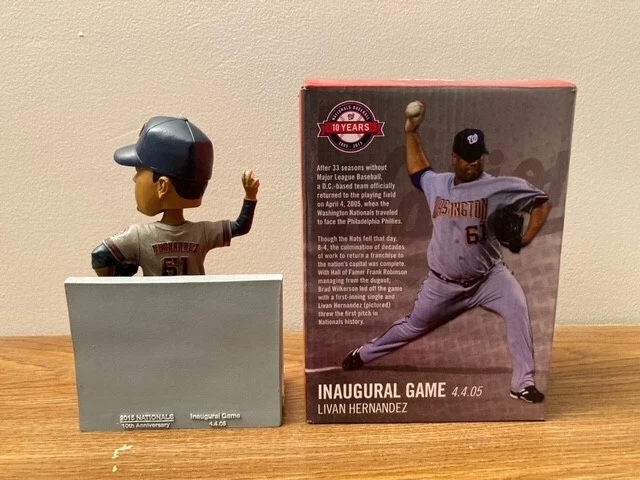 HERNANDEZ
61
2015 NATIONALS
10th Anniversary
Inaugural Game
4.4.05
NATIONALS BASEBALL
10 YEARS
2005 - 2015
After 33 seasons without
Major League Baseball,
a D.C.-based team officially
returned to the playing field
on April 4, 2005, when the
Washington Nationals traveled
to face the Philadelphia Phillies.
Though the Nats fell that day,
8-4, the culmination of decades
of work to return a franchise to
the nation's capital was complete.
With Hall of Famer Frank Robinson
managing from the dugout,
Brad Wilkerson led off the game
with a first-inning single and
Livan Hernandez (pictured)
threw the first pitch in
Nationals history.
W
WASHINGTON
61
INAUGURAL GAME 4.4.05
LIVAN HERNANDEZ